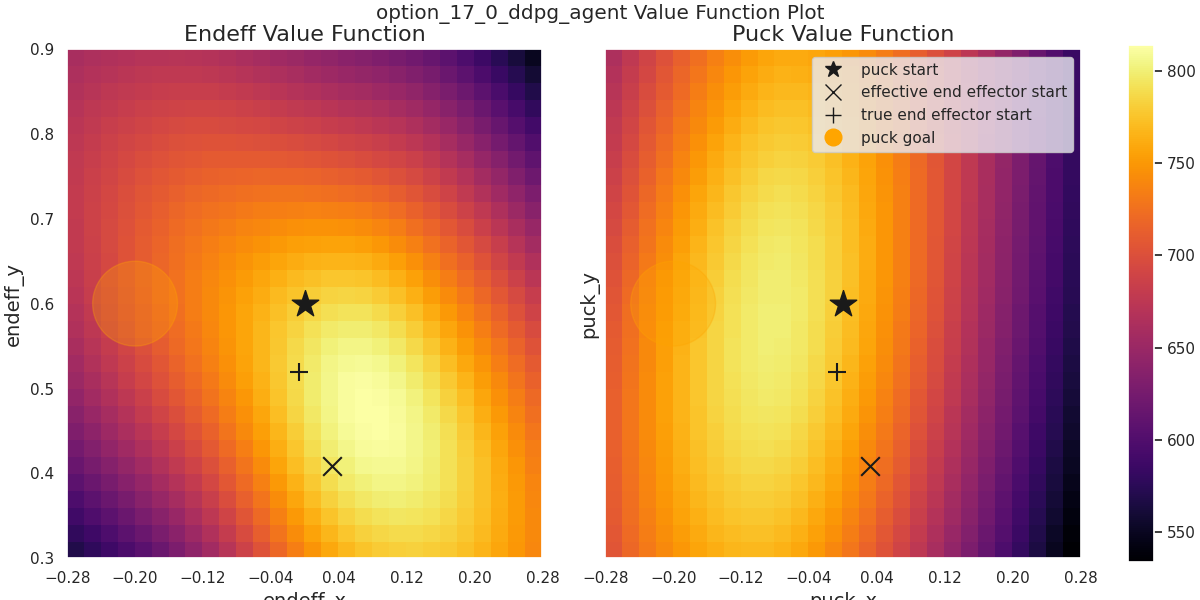 option_17_0_ddpg_agent Value Function Plot
Endeff Value Function
Puck Value Function
0.9
0.8
0.7
0.6
0.5
0.4
0.3
endeff_y
−0.28 −0.20 −0.12 −0.04 0.04 0.12 0.20 0.28
endeff_x
puck_y
puck start
effective end effector start
true end effector start
puck goal
−0.28 −0.20 −0.12 −0.04 0.04 0.12 0.20 0.28
puck_x
800
750
700
650
600
550